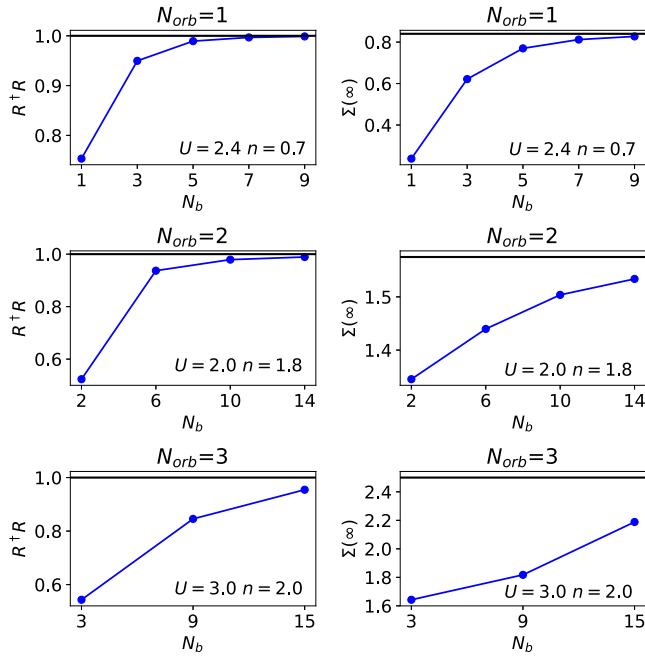 N_orb=1
R†R
1.0
0.9
0.8
U = 2.4 n = 0.7
1 3 5 7 9
N_b
N_orb=1
Σ(∞)
0.8
0.6
0.4
U = 2.4 n = 0.7
1 3 5 7 9
N_b
N_orb=2
R†R
1.0
0.8
0.6
U = 2.0 n = 1.8
2 6 10 14
N_b
N_orb=2
Σ(∞)
1.5
1.4
U = 2.0 n = 1.8
2 6 10 14
N_b
N_orb=3
R†R
1.0
0.8
0.6
U = 3.0 n = 2.0
3 9 15
N_b
N_orb=3
Σ(∞)
2.4
2.2
2.0
1.8
1.6
U = 3.0 n = 2.0
3 9 15
N_b